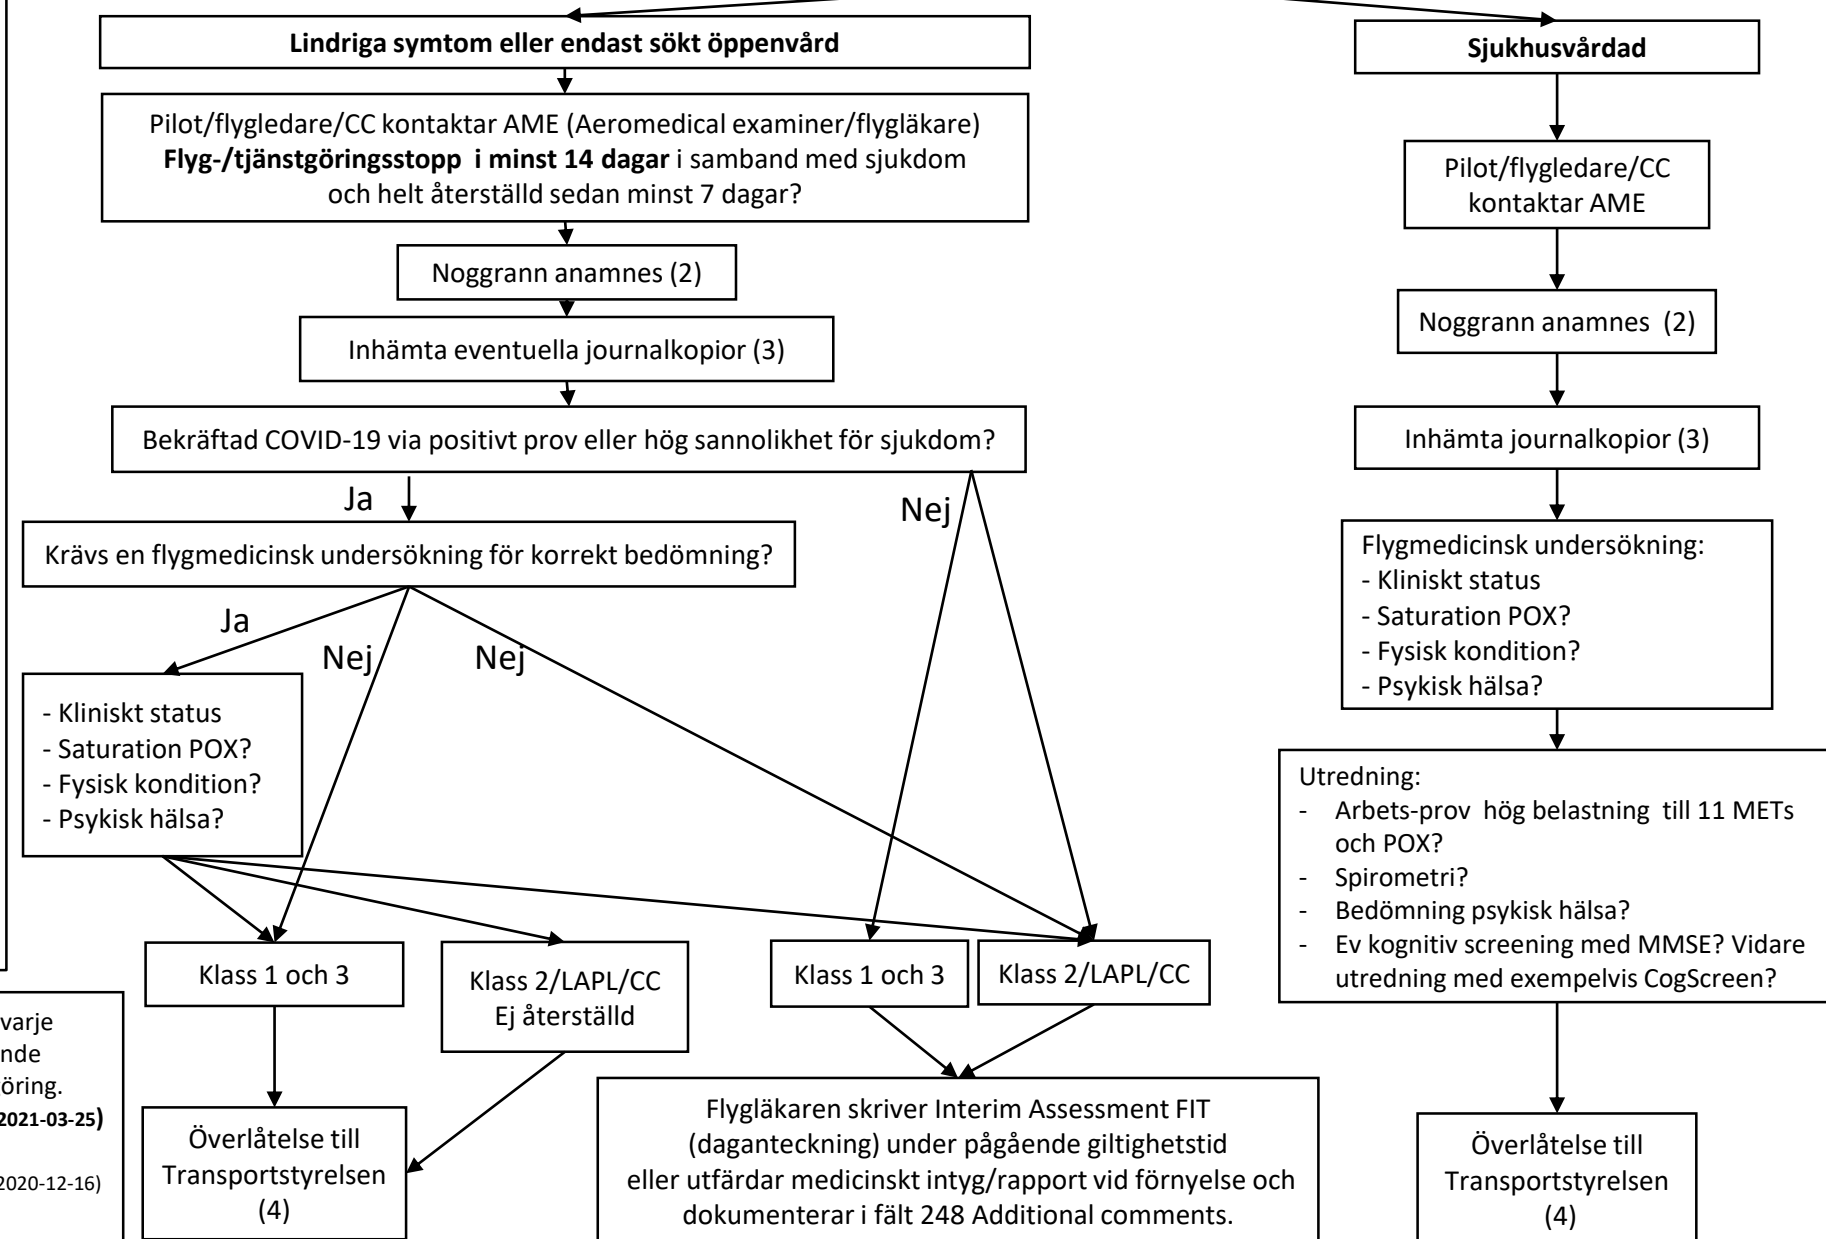 Lindriga symtom eller endast sökt öppenvård
Pilot/flygledare/CC kontaktar AME (Aeromedical examiner/flygläkare)
Flyg-/tjänstgöringsstopp i minst 14 dagar i samband med sjukdom
och helt återställd sedan minst 7 dagar?
Noggrann anamnes (2)
Inhämta eventuella journalkopior (3)
Bekräftad COVID-19 via positivt prov eller hög sannolikhet för sjukdom?
Ja
Nej
Krävs en flygmedicinsk undersökning för korrekt bedömning?
Ja
Nej
Nej
- Kliniskt status
- Saturation POX?
- Fysisk kondition?
- Psykisk hälsa?
Klass 1 och 3
Klass 2/LAPL/CC
Ej återställd
Klass 1 och 3
Klass 2/LAPL/CC
Överlåtelse till
Transportstyrelsen
(4)
Flygläkaren skriver Interim Assessment FIT
(daganteckning) under pågående giltighetstid
eller utfärdar medicinskt intyg/rapport vid förnyelse och
dokumenterar i fält 248 Additional comments.
Sjukhusvårdad
Pilot/flygledare/CC
kontaktar AME
Noggrann anamnes (2)
Inhämta journalkopior (3)
Flygmedicinsk undersökning:
- Kliniskt status
- Saturation POX?
- Fysisk kondition?
- Psykisk hälsa?
Utredning:
- Arbets-prov hög belastning till 11 METs
och POX?
- Spirometri?
- Bedömning psykisk hälsa?
- Ev kognitiv screening med MMSE? Vidare
utredning med exempelvis CogScreen?
Överlåtelse till
Transportstyrelsen
(4)
varje
nde
öring.
2021-03-25)
2020-12-16)